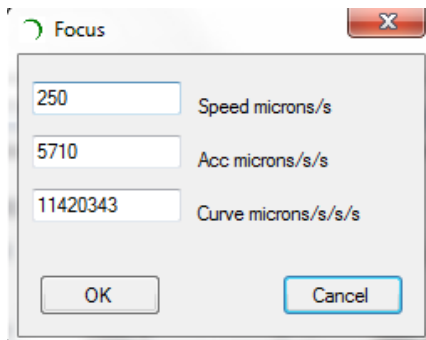 Focus
250 Speed microns/s
5710 Acc microns/s/s
11420343 Curve microns/s/s/s
OK Cancel